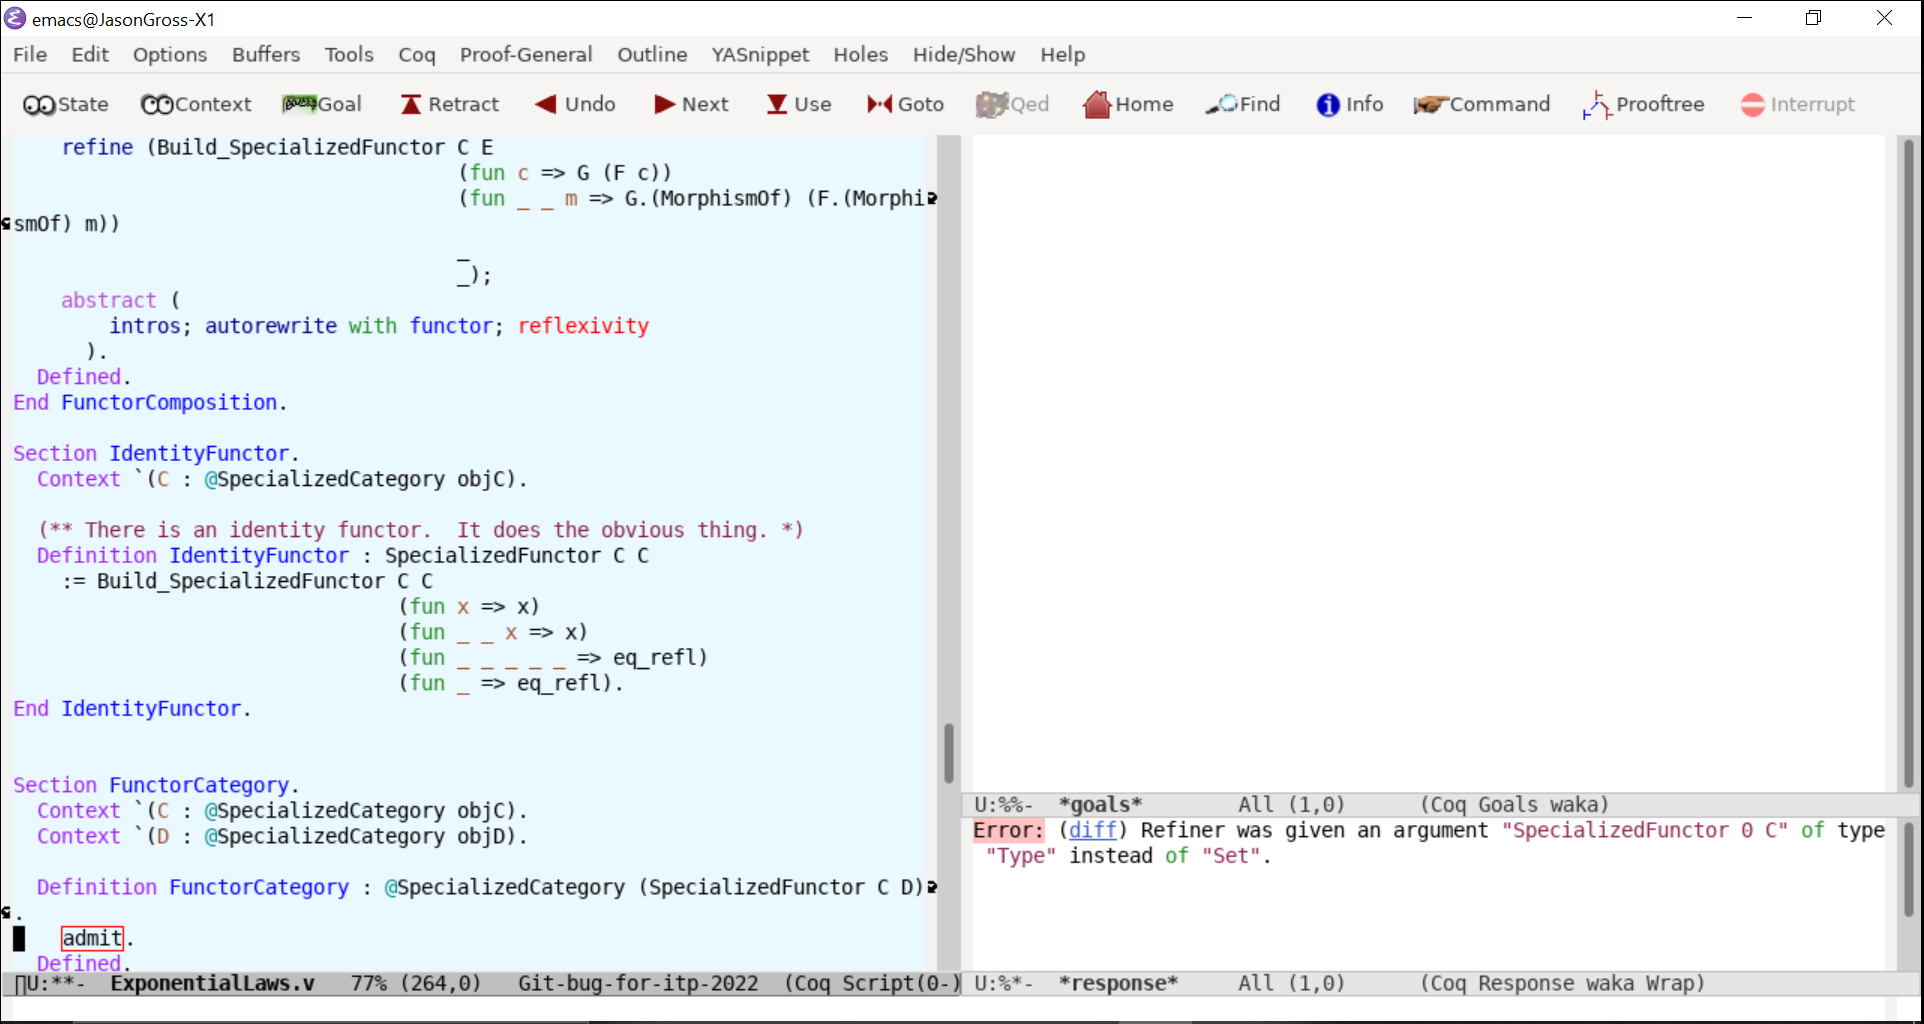 emacs@JasonGross-X1
File Edit Options Buffers Tools Coq Proof-General Outline YASnippet Holes Hide/Show Help
State Context Goal Retract Undo Next Use Goto Qed Home Find Info Command Prooftree Interrupt
refine (Build_SpecializedFunctor C E
(fun c => G (F c))
(fun _ _ m => G.(MorphismOf) (F.(Morphi
smOf) m))
_
_);
abstract (
intros; autorewrite with functor; reflexivity
).
Defined.
End FunctorComposition.
Section IdentityFunctor.
Context `(C : @SpecializedCategory objC).
(** There is an identity functor.  It does the obvious thing. *)
Definition IdentityFunctor : SpecializedFunctor C C
:= Build_SpecializedFunctor C C
(fun x => x)
(fun _ _ x => x)
(fun _ _ _ _ _ => eq_refl)
(fun _ => eq_refl).
End IdentityFunctor.
Section FunctorCategory.
Context `(C : @SpecializedCategory objC).
Context `(D : @SpecializedCategory objD).
Definition FunctorCategory : @SpecializedCategory (SpecializedFunctor C D)
.
admit.
Defined.
U:**-  ExponentialLaws.v   77% (264,0)   Git-bug-for-itp-2022  (Coq Script(0-)
U:%%-  *goals*        All (1,0)      (Coq Goals waka)
Error: (diff) Refiner was given an argument "SpecializedFunctor 0 C" of type
"Type" instead of "Set".
U:%*-  *response*     All (1,0)      (Coq Response waka Wrap)